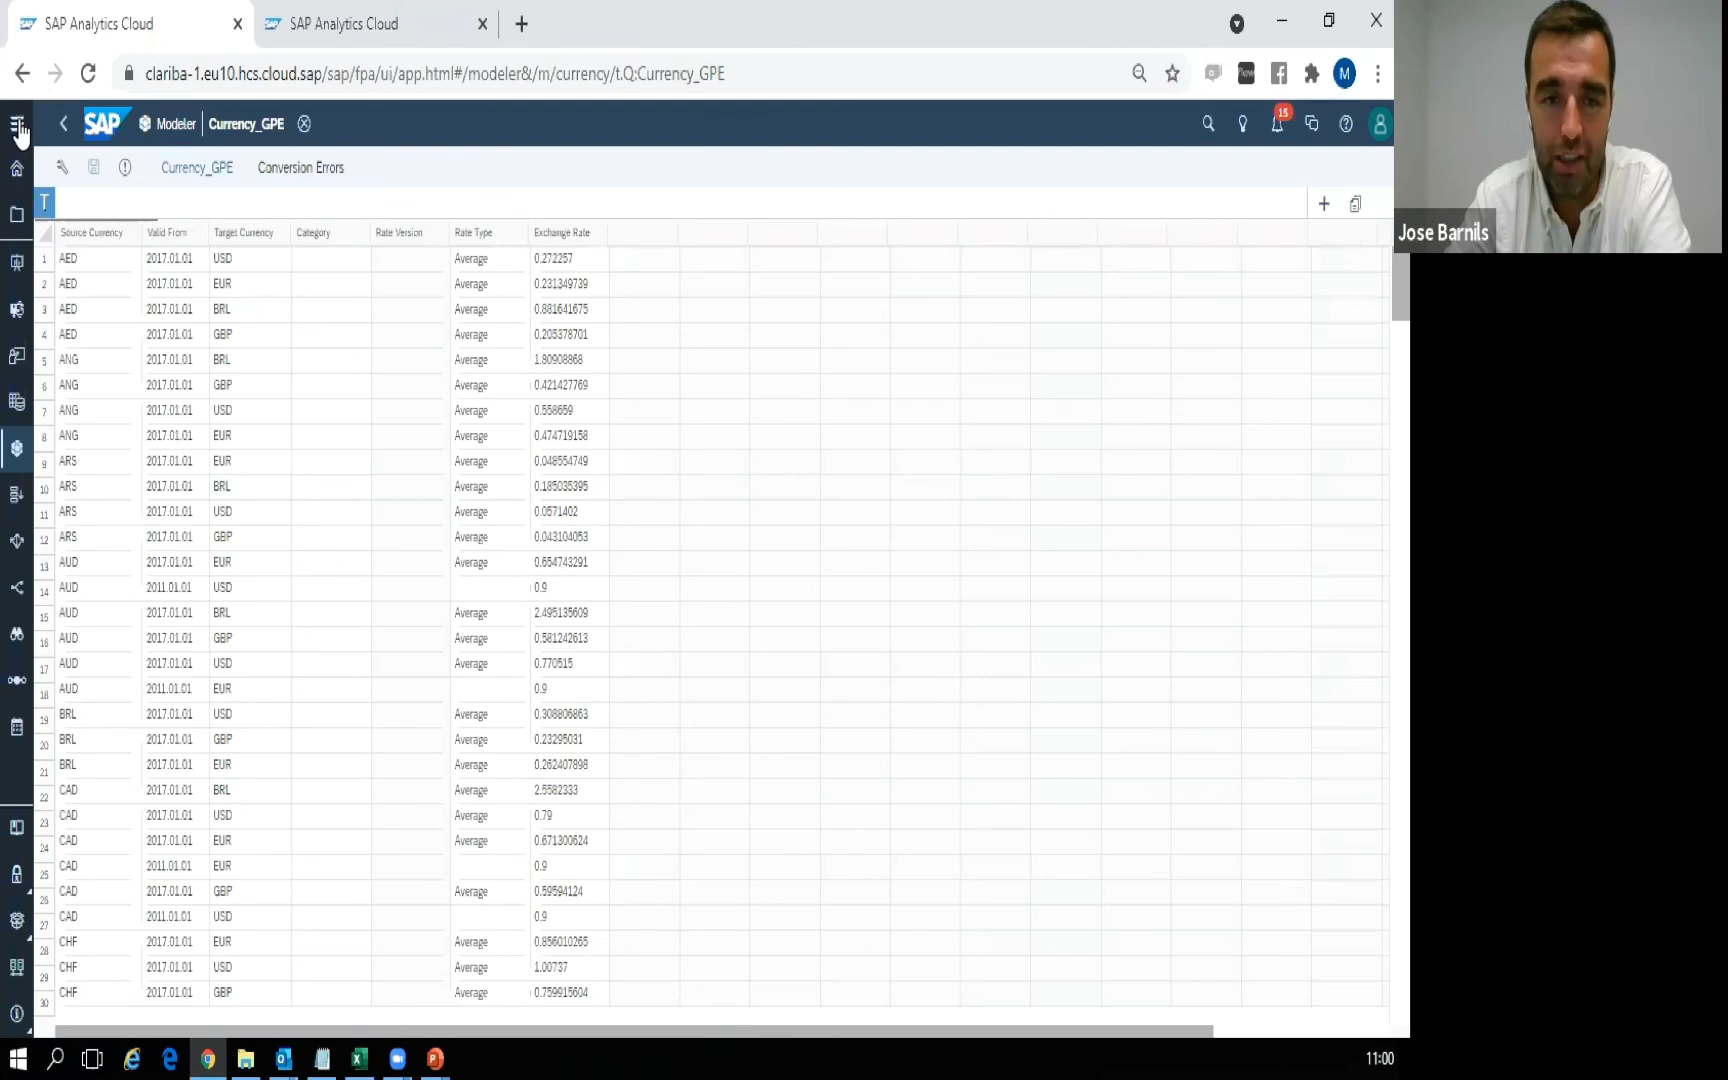 SAP SAP Analytics Cloud SAP SAP Analytics Cloud
clariba-1.eu10.hcs.cloud.sap/sap/fpa/ui/app.html#/modeler&/m/currency/t.Q:Currency_GPE M
SAP Modeler Currency_GPE 15
Currency_GPE Conversion Errors
T
Jose Barnils
Source Currency Valid From Target Currency Category Rate Version Rate Type Exchange Rate
1 AED 2017.01.01 USD Average 0.272257
2 AED 2017.01.01 EUR Average 0.231349739
3 AED 2017.01.01 BRL Average 0.881641675
4 AED 2017.01.01 GBP Average 0.205378701
5 ANG 2017.01.01 BRL Average 1.80908868
6 ANG 2017.01.01 GBP Average 0.421427769
7 ANG 2017.01.01 USD Average 0.558659
8 ANG 2017.01.01 EUR Average 0.474719158
9 ARS 2017.01.01 EUR Average 0.048554749
10 ARS 2017.01.01 BRL Average 0.185035395
11 ARS 2017.01.01 USD Average 0.0571402
12 ARS 2017.01.01 GBP Average 0.043104053
13 AUD 2017.01.01 EUR Average 0.654743291
14 AUD 2011.01.01 USD 0.9
15 AUD 2017.01.01 BRL Average 2.495135609
16 AUD 2017.01.01 GBP Average 0.581242613
17 AUD 2017.01.01 USD Average 0.770515
18 AUD 2011.01.01 EUR 0.9
19 BRL 2017.01.01 USD Average 0.308806863
20 BRL 2017.01.01 GBP Average 0.23295031
21 BRL 2017.01.01 EUR Average 0.262407898
22 CAD 2017.01.01 BRL Average 2.5582333
23 CAD 2017.01.01 USD Average 0.79
24 CAD 2017.01.01 EUR Average 0.671300624
25 CAD 2011.01.01 EUR 0.9
26 CAD 2017.01.01 GBP Average 0.59594124
27 CAD 2011.01.01 USD 0.9
28 CHF 2017.01.01 EUR Average 0.856010265
29 CHF 2017.01.01 USD Average 1.00737
30 CHF 2017.01.01 GBP Average 0.759915604
11:00